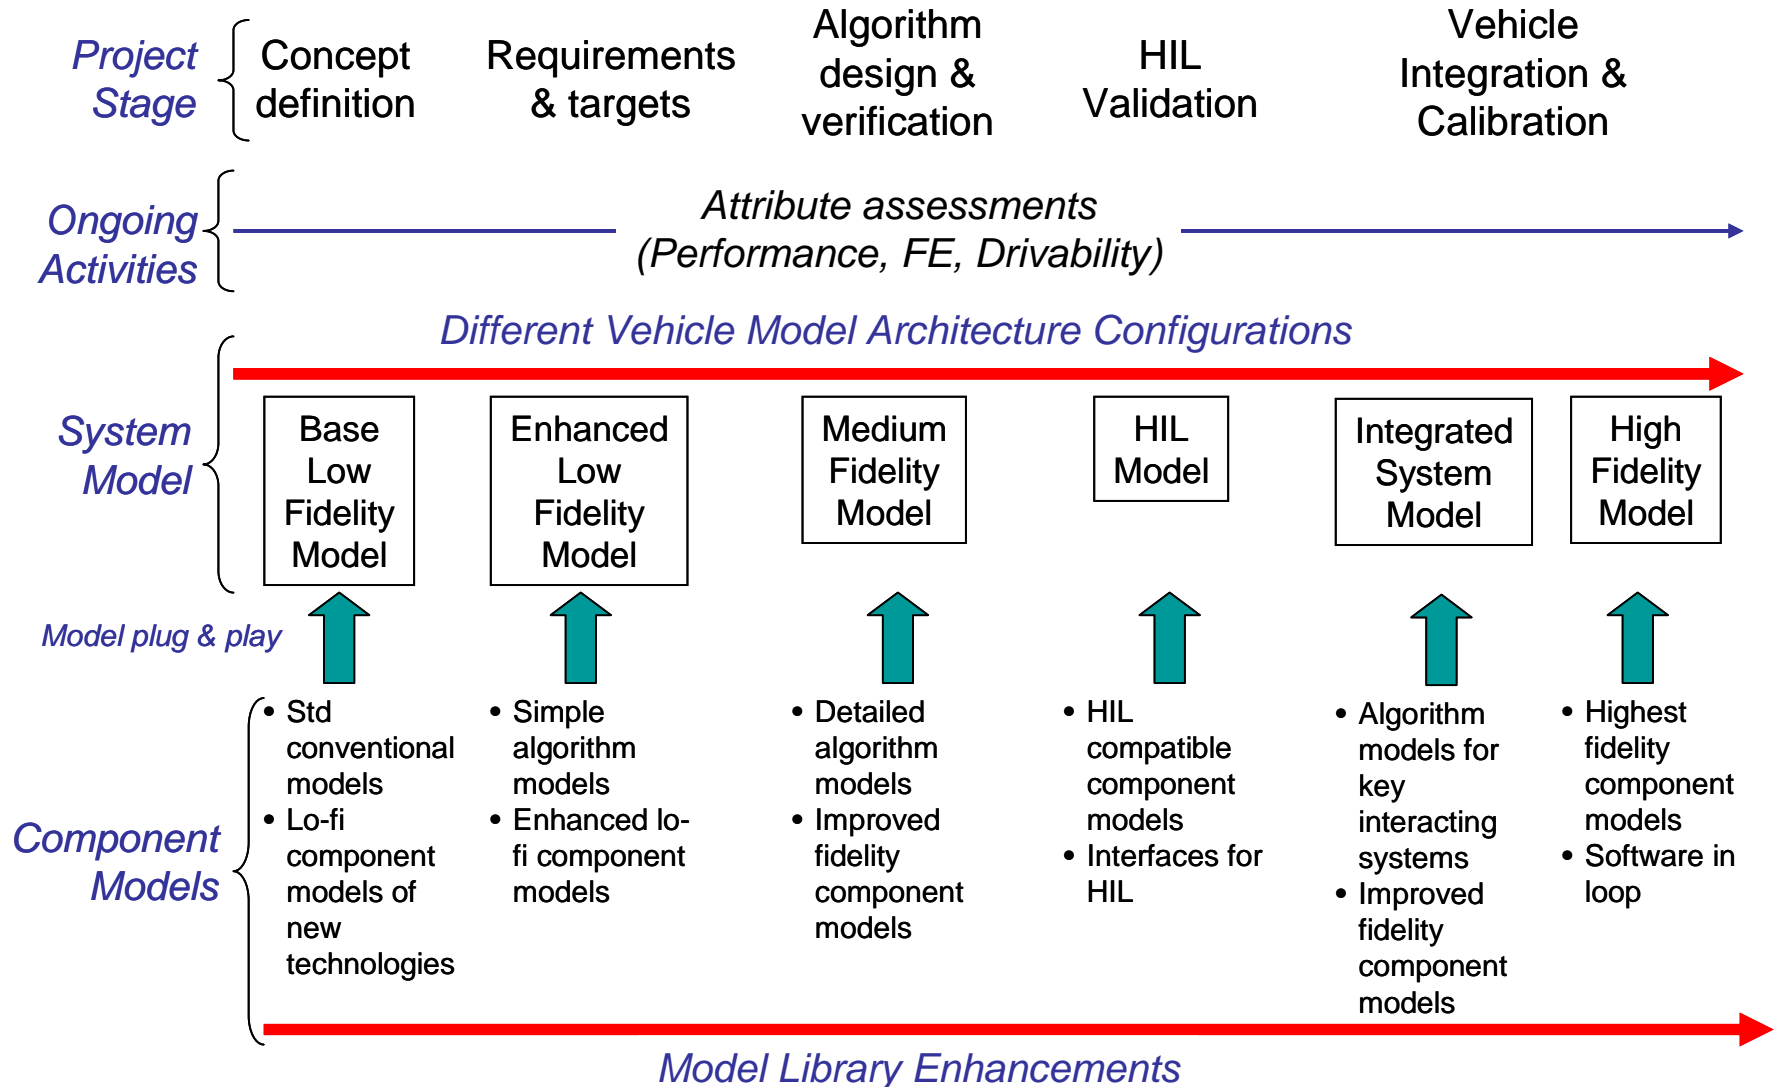 Project
Stage
Concept
definition
Requirements
& targets
Algorithm
design &
verification
HIL
Validation
Vehicle
Integration &
Calibration
Ongoing
Activities
Attribute assessments
(Performance, FE, Drivability)
Different Vehicle Model Architecture Configurations
System
Model
Base
Low
Fidelity
Model
Enhanced
Low
Fidelity
Model
Medium
Fidelity
Model
HIL
Model
Integrated
System
Model
High
Fidelity
Model
Model plug & play
Component
Models
• Std
conventional
models
• Lo-fi
component
models of
new
technologies
• Simple
algorithm
models
• Enhanced lo-
fi component
models
• Detailed
algorithm
models
• Improved
fidelity
component
models
• HIL
compatible
component
models
• Interfaces for
HIL
• Algorithm
models for
key
interacting
systems
• Improved
fidelity
component
models
• Highest
fidelity
component
models
• Software in
loop
Model Library Enhancements